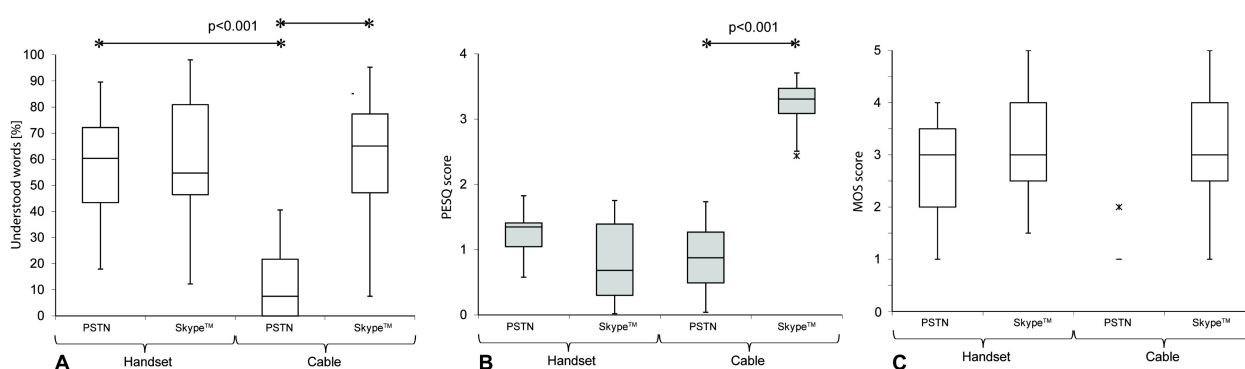 p<0.001
100
90
80
70
60
50
40
30
20
10
0
Understood words [%]
PSTN Skype™ PSTN Skype™
Handset Cable
A
p<0.001
4
3
2
1
0
PESQ score
PSTN Skype™ PSTN Skype™
Handset Cable
B
5
4
3
2
1
0
MOS score
PSTN Skype™ PSTN Skype™
Handset Cable
C